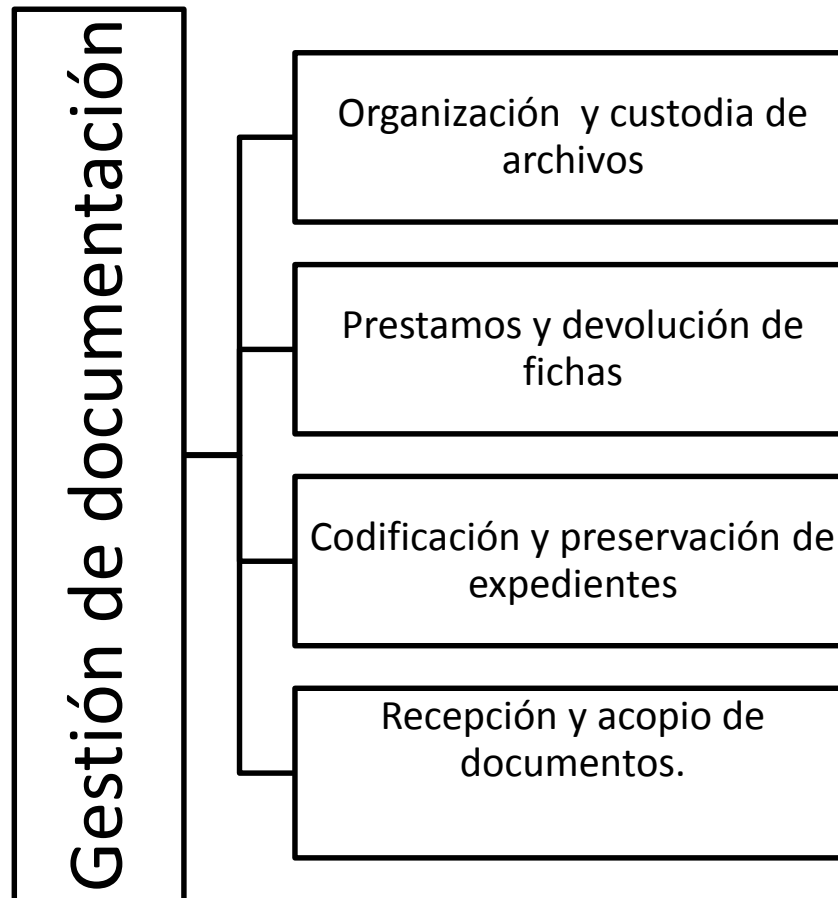 Gestión de documentación
Organización y custodia de
archivos
Prestamos y devolución de
fichas
Codificación y preservación de
expedientes
Recepción y acopio de
documentos.